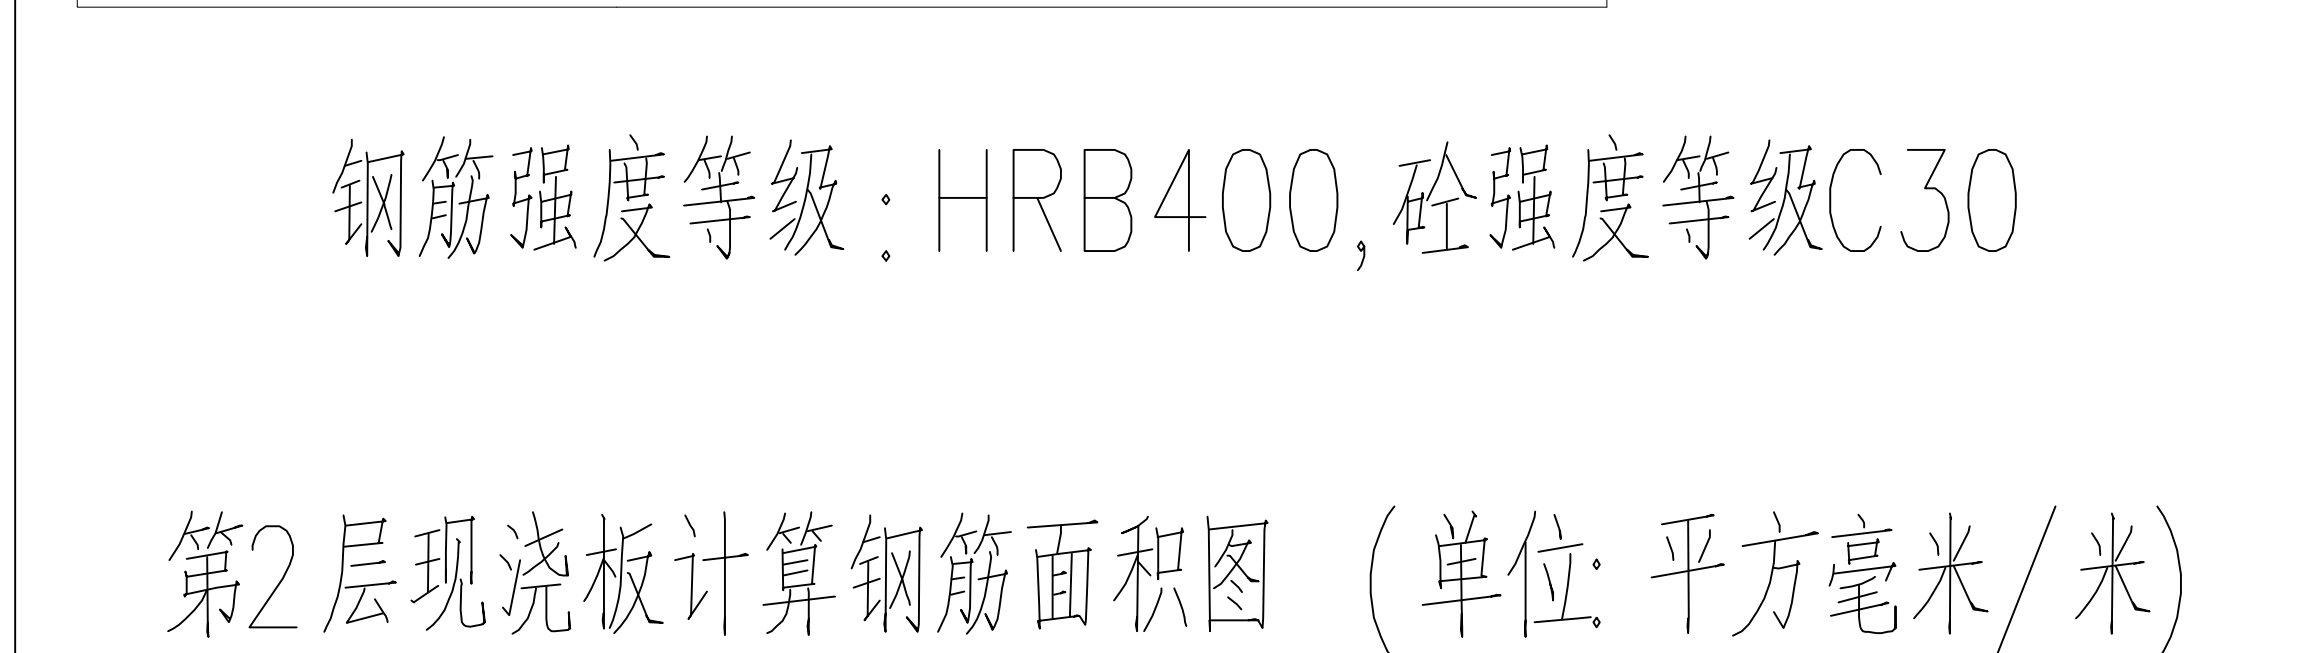 钢筋强度等级:HRB400,砼强度等级C30
第2层现浇板计算钢筋面积图 (单位:平方毫米/米)